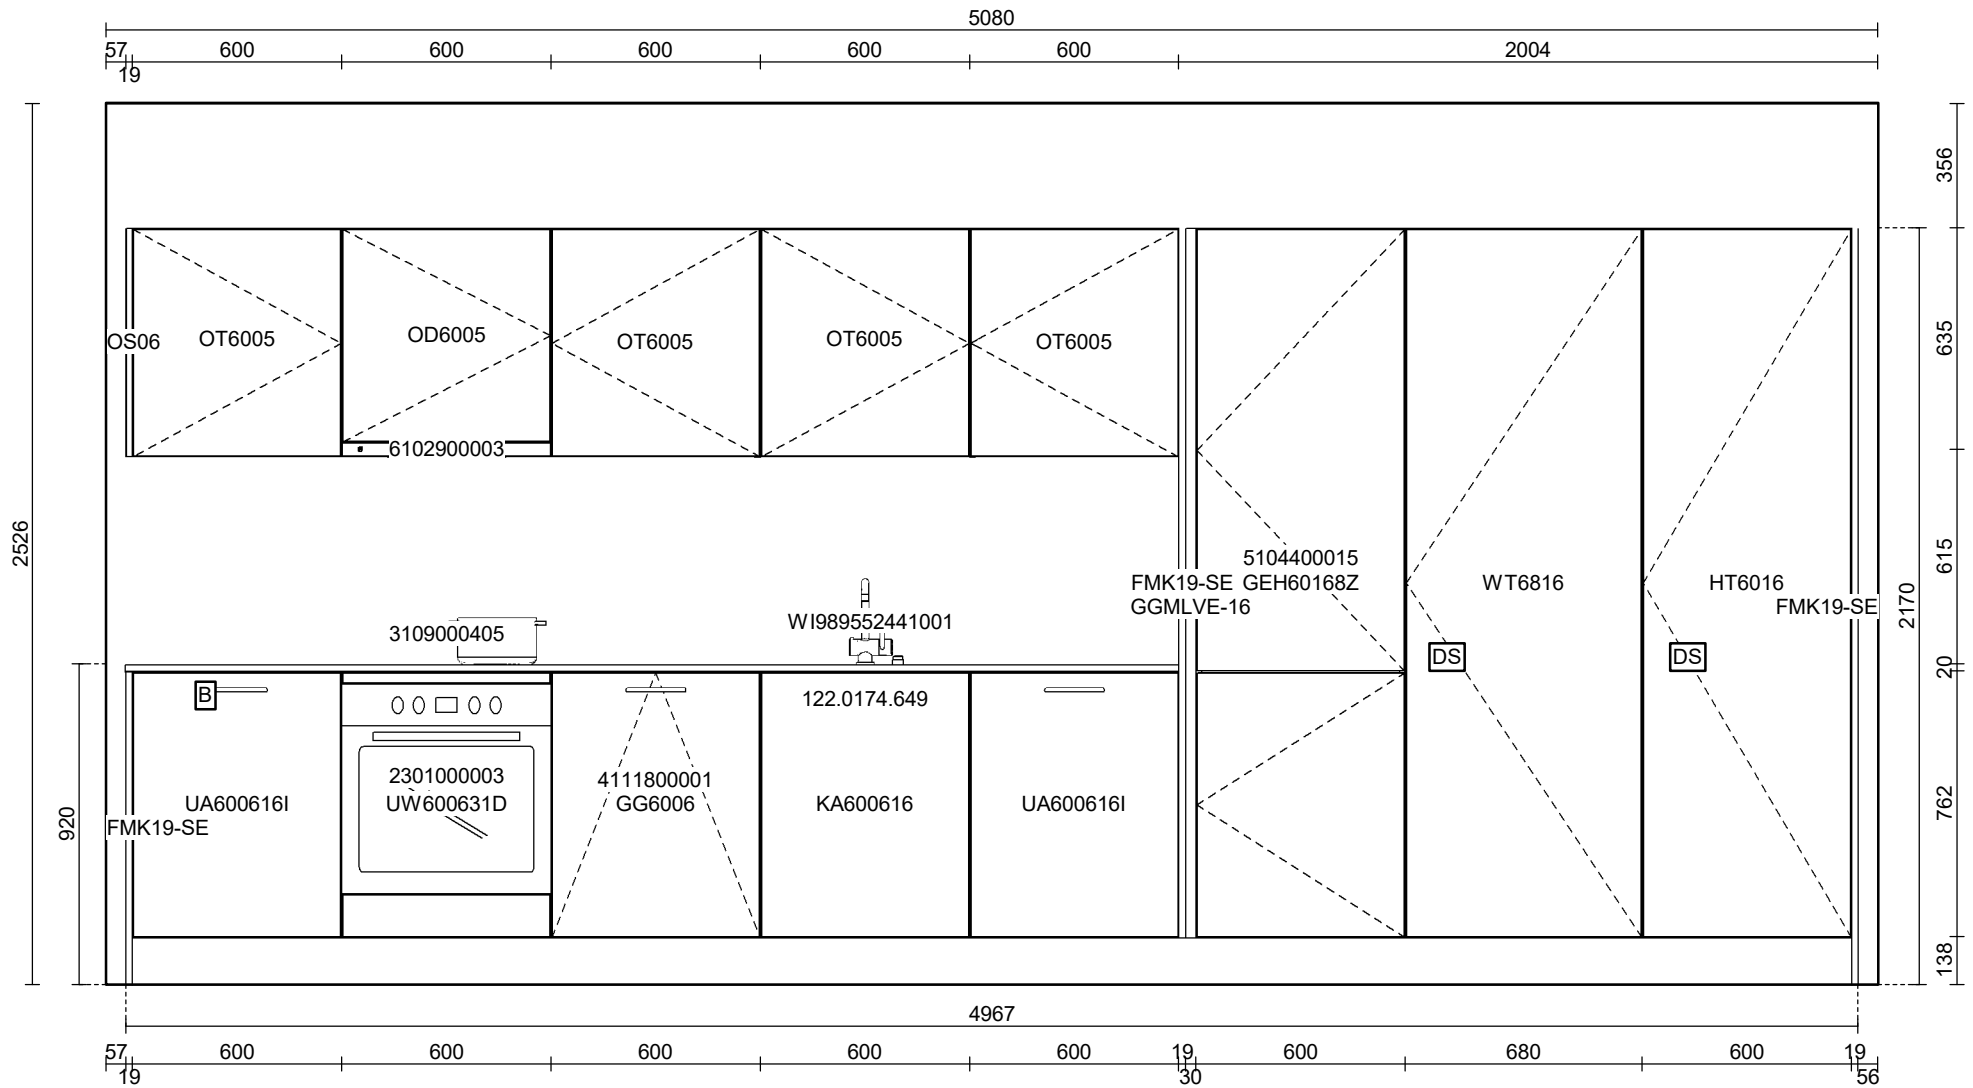 5080
57 600 600 600 600 600 2004
19
356
OS06 OT6005 OD6005 OT6005 OT6005 OT6005
635
6102900003
2526
5104400015
615
FMK19-SE GEH60168Z WT6816 HT6016
GGMLVE-16 FMK19-SE
2170
3109000405 WI989552441001
DS DS
20
B 122.0174.649
2301000003 4111800001
UA600616I UW600631D GG6006 KA600616 UA600616I
762
920
FMK19-SE
138
4967
57 600 600 600 600 600 19 600 680 600 19
19 30 56